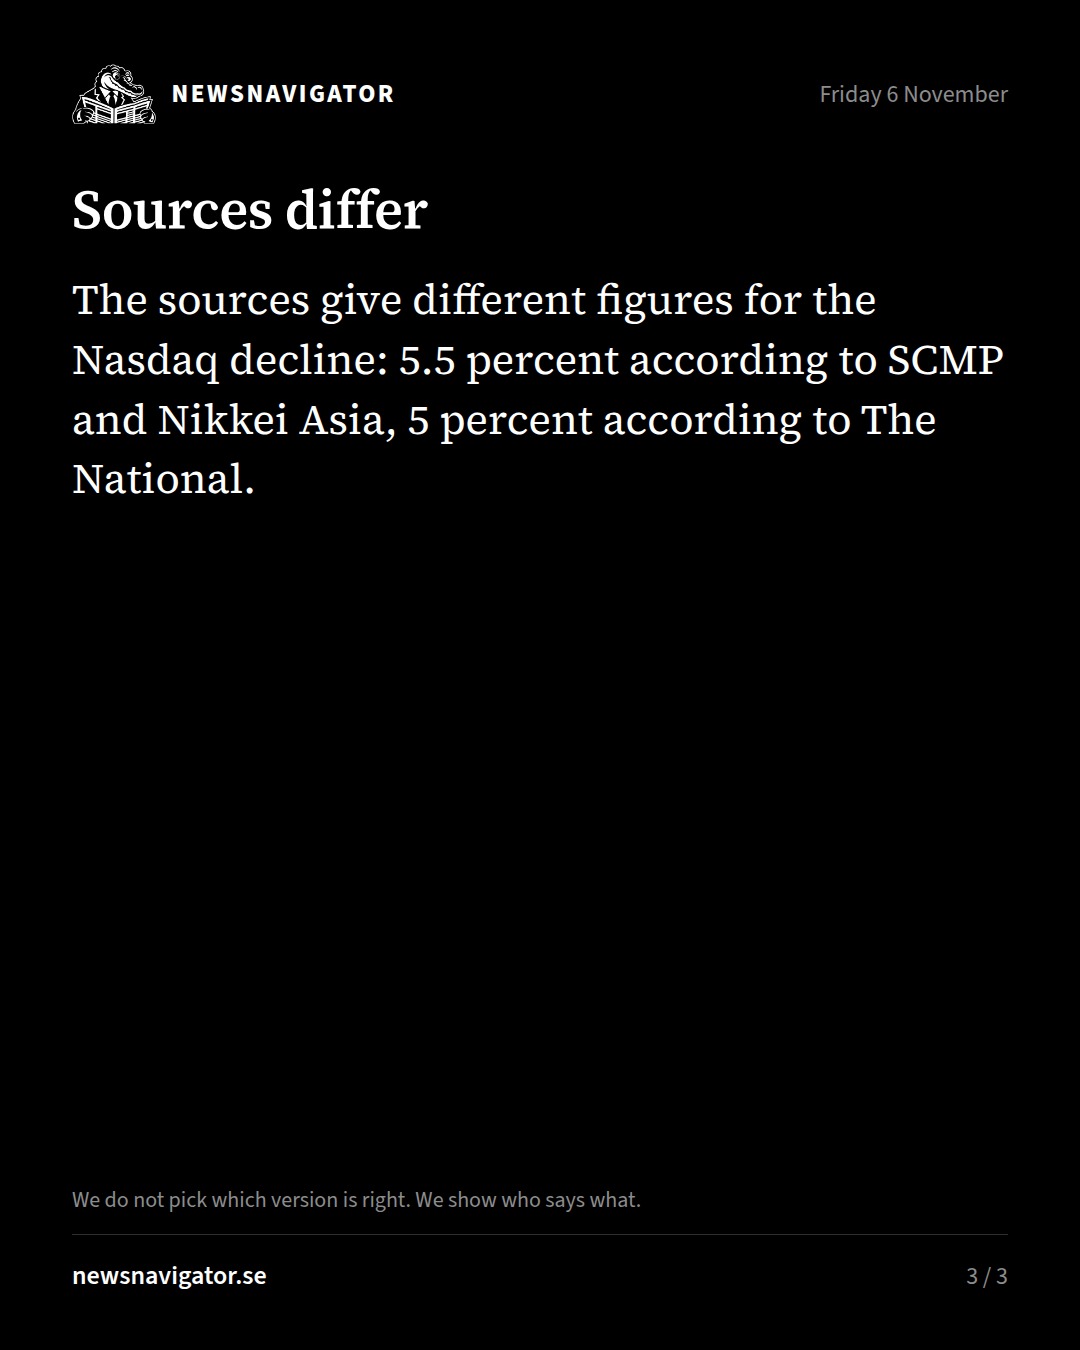 NEWSNAVIGATOR
Friday 6 November
Sources differ
The sources give different figures for the
Nasdaq decline: 5.5 percent according to SCMP
and Nikkei Asia, 5 percent according to The
National.
We do not pick which version is right. We show who says what.
newsnavigator.se
3 / 3